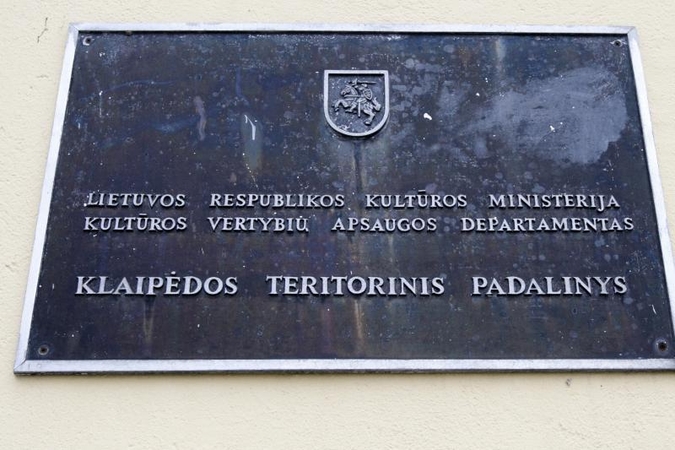 LIETUVOS RESPUBLIKOS KULTŪROS MINISTERIJA
KULTŪROS VERTYBIŲ APSAUGOS DEPARTAMENTAS
KLAIPĖDOS TERITORINIS PADALINYS